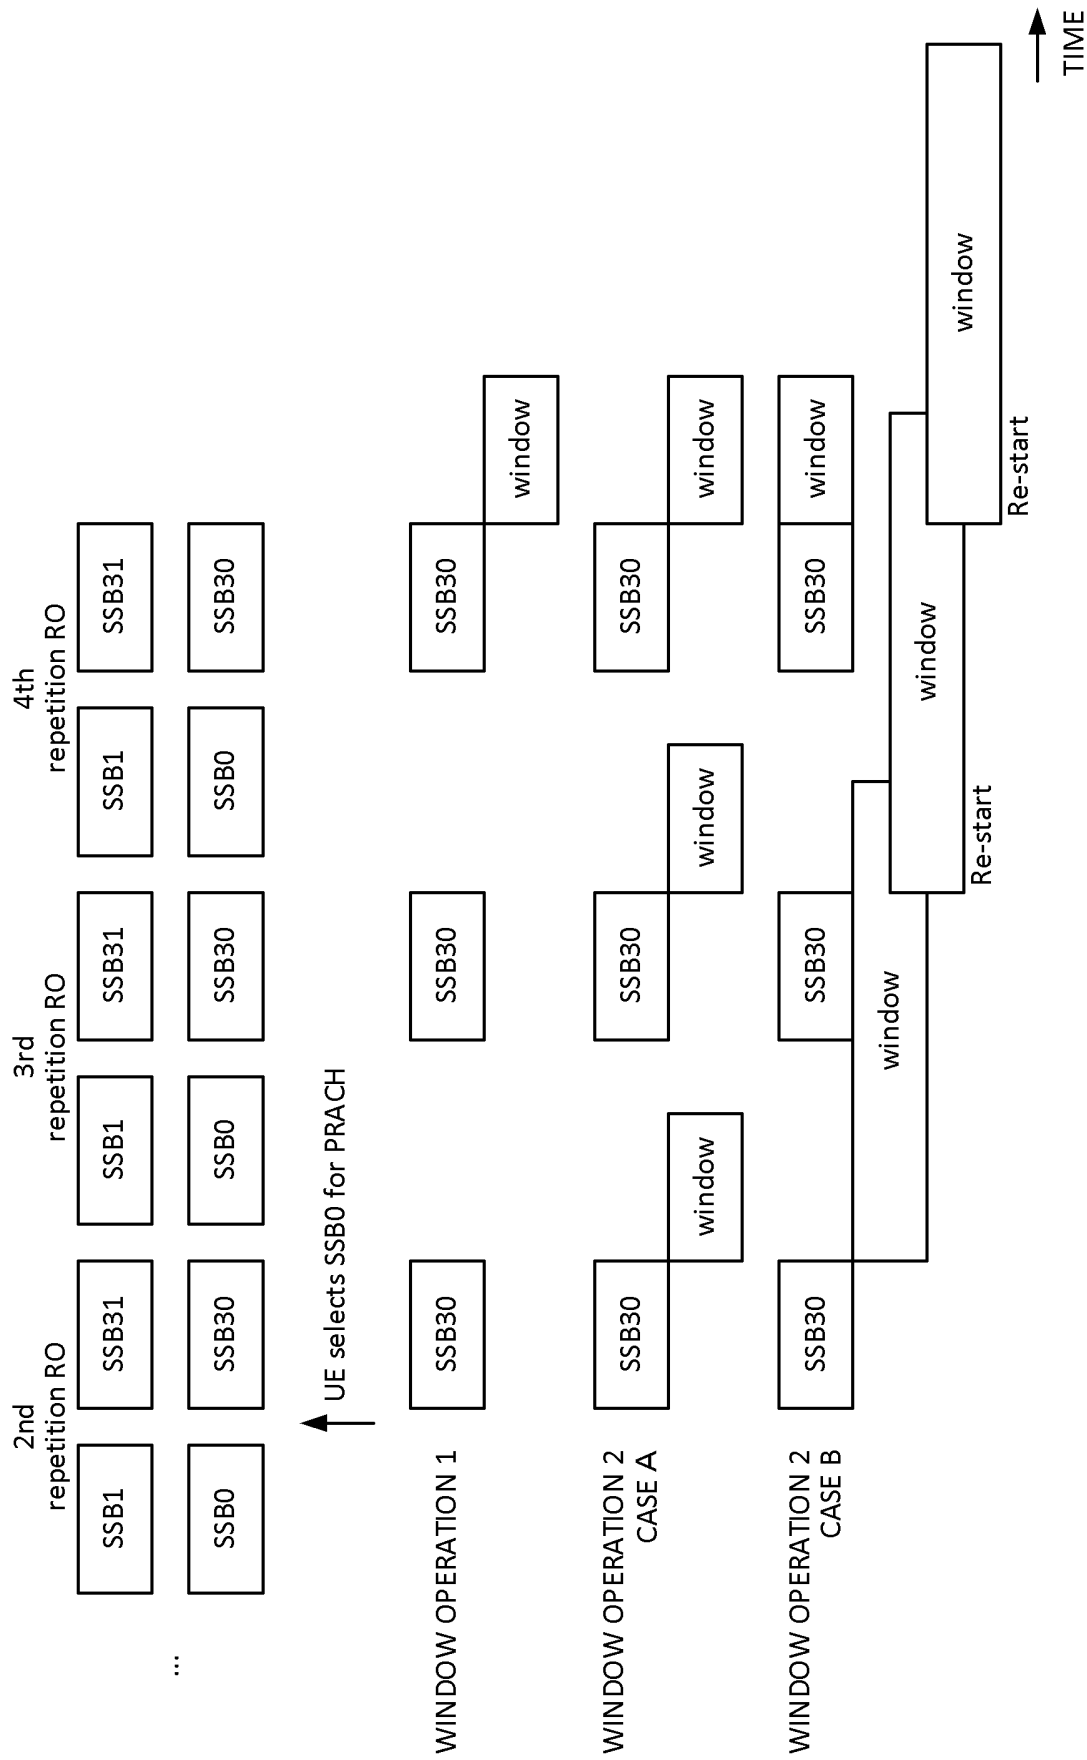 2nd
repetition RO
3rd
repetition RO
4th
repetition RO
SSB1
SSB31
SSB1
SSB31
SSB1
SSB31
...
SSB0
SSB30
SSB0
SSB30
SSB0
SSB30
UE selects SSB0 for PRACH
WINDOW OPERATION 1
SSB30
SSB30
SSB30
window
WINDOW OPERATION 2
CASE A
SSB30
SSB30
SSB30
window
window
window
WINDOW OPERATION 2
CASE B
SSB30
SSB30
SSB30
window
window
window
window
Re-start
Re-start
TIME